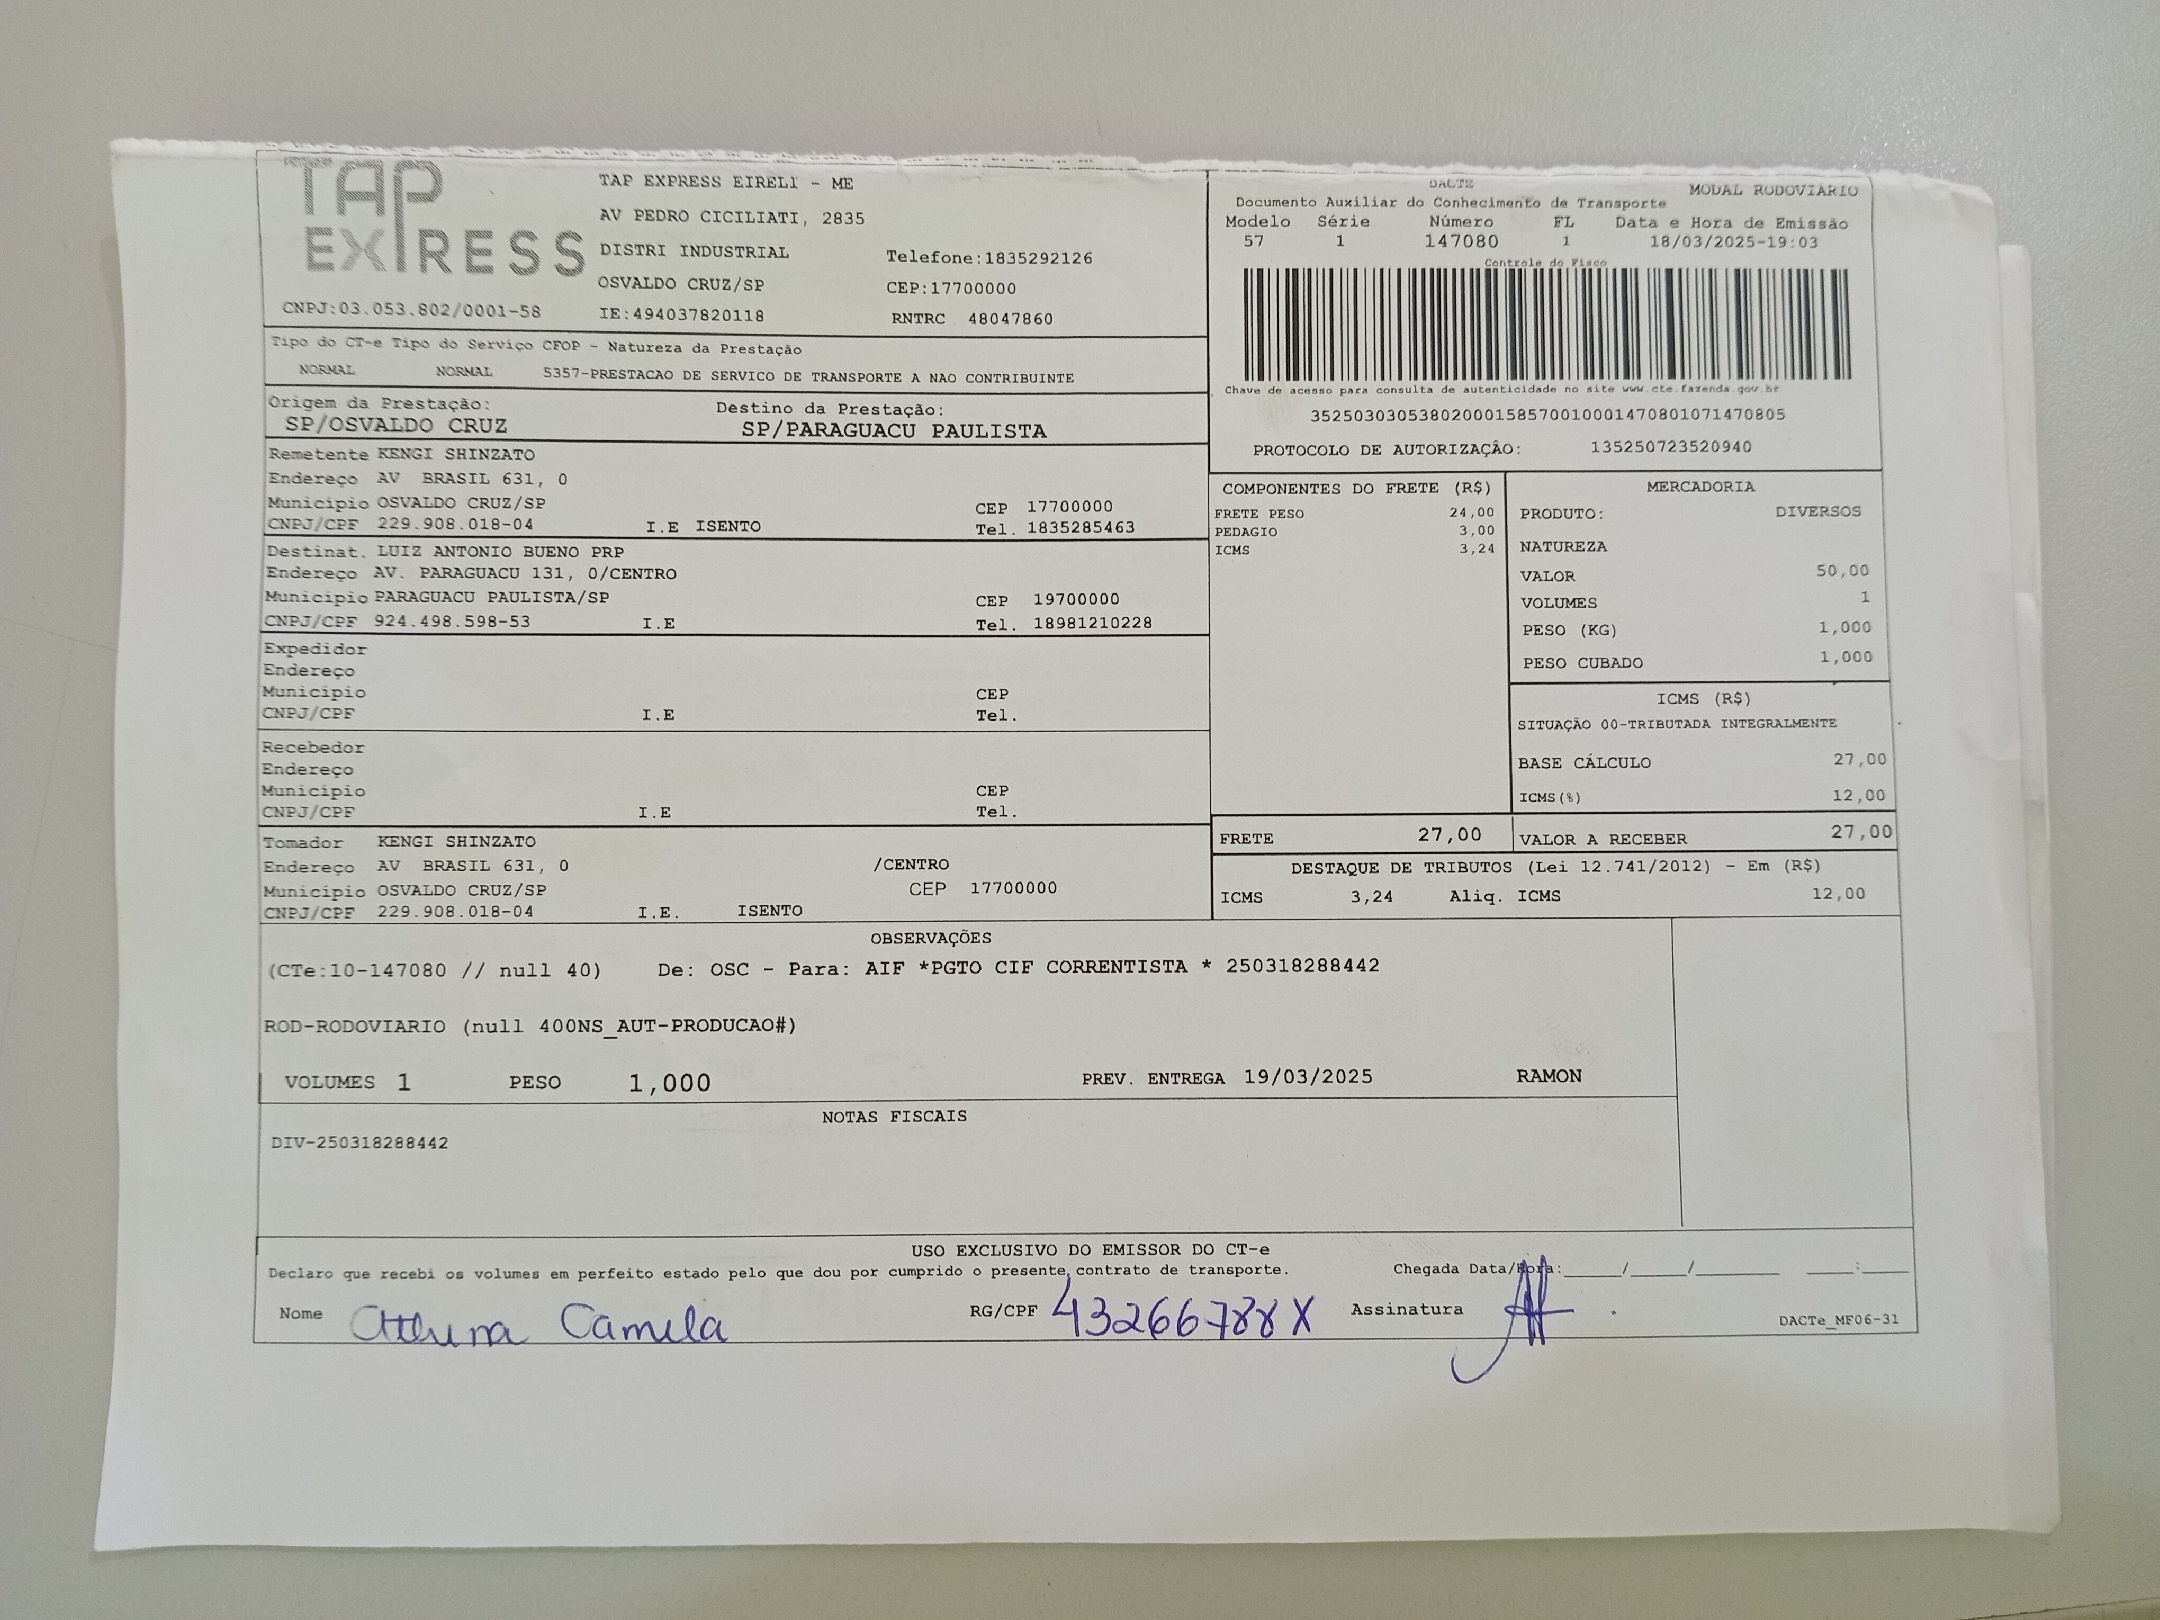 TAP
EXPRESS
CNPJ:03.053.802/0001-58
TAP EXPRESS EIRELI - ME
AV PEDRO CICILIATI, 2835
DISTRI INDUSTRIAL
Telefone:1835292126
OSVALDO CRUZ/SP
CEP:17700000
IE:494037820118
RNTRC 48047860
DACTE
MODAL RODOVIÁRIO
Documento Auxiliar do Conhecimento de Transporte
Modelo Série Número FL Data e Hora de Emissão
57 1 147080 1 18/03/2025-19:03
Controle do Fisco
Chave de acesso para consulta de autenticidade no site www.cte.fazenda.gov.br
35250303053802000158570010001470801071470805
PROTOCOLO DE AUTORIZAÇÂO: 135250723520940
Tipo do CT-e Tipo do Serviço CFOP - Natureza da Prestação
NORMAL NORMAL 5357-PRESTACAO DE SERVICO DE TRANSPORTE A NAO CONTRIBUINTE
Origem da Prestação: Destino da Prestação:
SP/OSVALDO CRUZ SP/PARAGUACU PAULISTA
Remetente KENGI SHINZATO
Endereço AV BRASIL 631, 0
Municipio OSVALDO CRUZ/SP CEP 17700000
CNPJ/CPF 229.908.018-04 I.E ISENTO Tel. 1835285463
Destinat. LUIZ ANTONIO BUENO PRP
Endereço AV. PARAGUACU 131, 0/CENTRO
Municipio PARAGUACU PAULISTA/SP CEP 19700000
CNPJ/CPF 924.498.598-53 I.E Tel. 18981210228
Expedidor
Endereço
Municipio CEP
CNPJ/CPF I.E Tel.
Recebedor
Endereço
Municipio CEP
CNPJ/CPF I.E Tel.
Tomador KENGI SHINZATO
Endereço AV BRASIL 631, 0 /CENTRO
Municipio OSVALDO CRUZ/SP CEP 17700000
CNPJ/CPF 229.908.018-04 I.E. ISENTO
COMPONENTES DO FRETE (R$)
FRETE PESO 24,00
PEDAGIO 3,00
ICMS 3,24
MERCADORIA
PRODUTO: DIVERSOS
NATUREZA
VALOR 50,00
VOLUMES 1
PESO (KG) 1,000
PESO CUBADO 1,000
ICMS (R$)
SITUAÇÃO 00-TRIBUTADA INTEGRALMENTE
BASE CÁLCULO 27,00
ICMS(%) 12,00
FRETE 27,00 VALOR A RECEBER 27,00
DESTAQUE DE TRIBUTOS (Lei 12.741/2012) - Em (R$)
ICMS 3,24 Aliq. ICMS 12,00
OBSERVAÇÕES
(CTe:10-147080 // null 40) De: OSC - Para: AIF *PGTO CIF CORRENTISTA * 250318288442
ROD-RODOVIARIO (null 400NS_AUT-PRODUCAO#)
VOLUMES 1 PESO 1,000 PREV. ENTREGA 19/03/2025 RAMON
NOTAS FISCAIS
DIV-250318288442
USO EXCLUSIVO DO EMISSOR DO CT-e
Declaro que recebi os volumes em perfeito estado pelo que dou por cumprido o presente contrato de transporte. Chegada Data/Hora:_____/_____/_______ ____:____
Nome Camila RG/CPF 43266788X Assinatura
DACTe_MF06-31